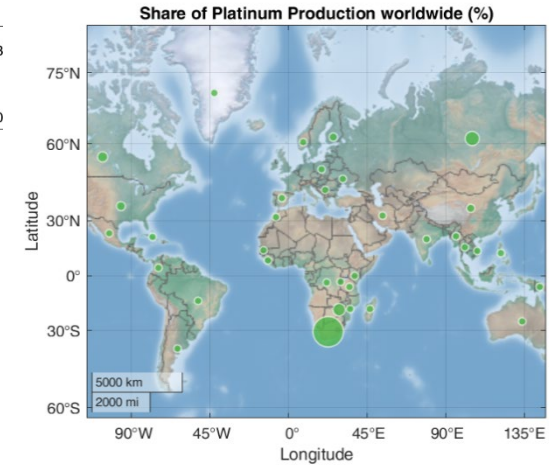 Share of Platinum Production worldwide (%)
75°N
60°N
30°N
0°
30°S
60°S
Latitude
5000 km
2000 mi
90°W 45°W 0° 45°E 90°E 135°E
Longitude